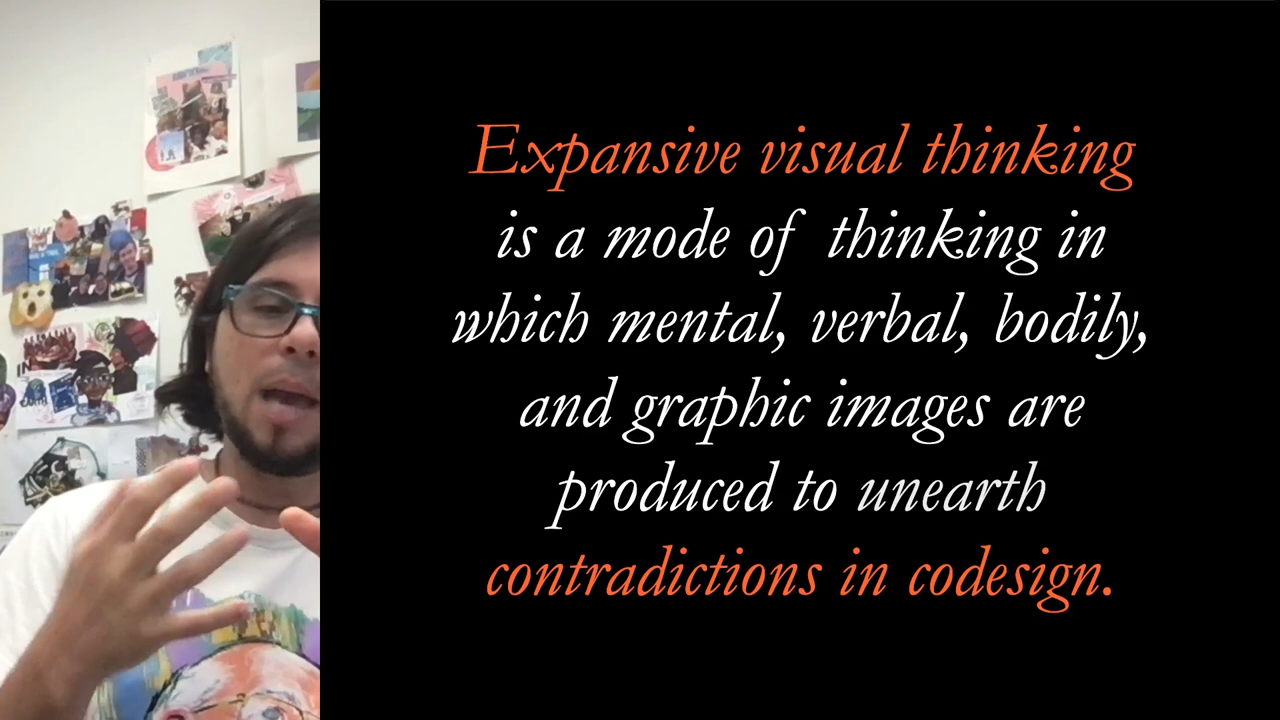 Expansive visual thinking
is a mode of thinking in
which mental, verbal, bodily,
and graphic images are
produced to unearth
contradictions in codesign.